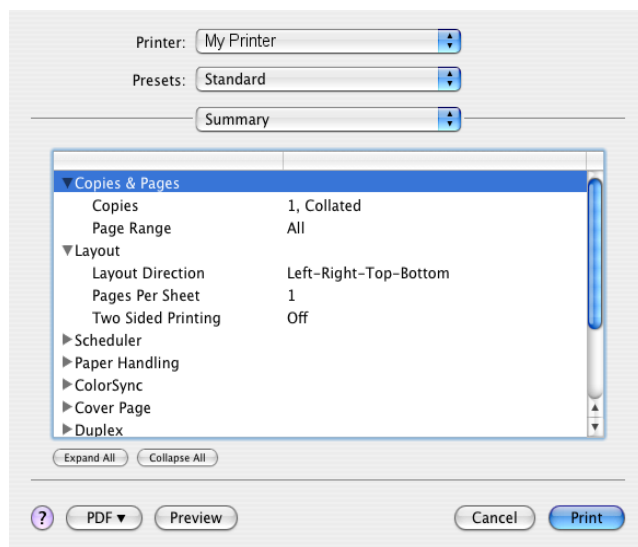 Printer: My Printer
Presets: Standard
Summary
Copies & Pages
Copies 1, Collated
Page Range All
Layout
Layout Direction Left-Right-Top-Bottom
Pages Per Sheet 1
Two Sided Printing Off
Scheduler
Paper Handling
ColorSync
Cover Page
Duplex
Expand All Collapse All
? PDF Preview Cancel Print